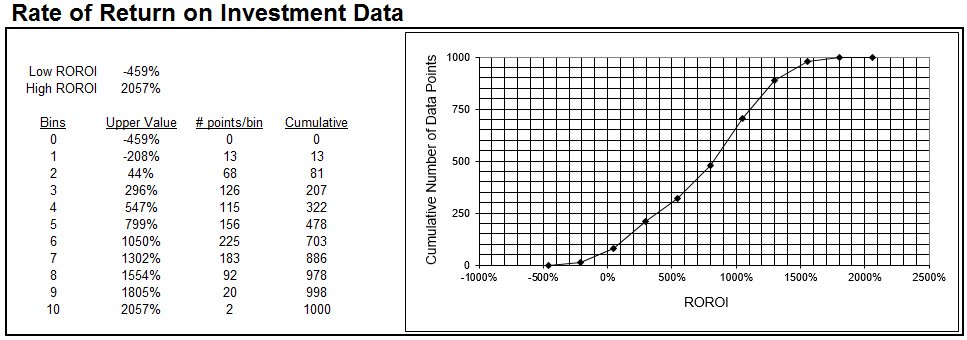 Rate of Return on Investment Data
Low ROROI -459%
High ROROI 2057%
Bins Upper Value # points/bin Cumulative
0 -459% 0 0
1 -208% 13 13
2 44% 68 81
3 296% 126 207
4 547% 115 322
5 799% 156 478
6 1050% 225 703
7 1302% 183 886
8 1554% 92 978
9 1805% 20 998
10 2057% 2 1000
Cumulative Number of Data Points
1000
750
500
250
0
-1000% -500% 0% 500% 1000% 1500% 2000% 2500%
ROROI